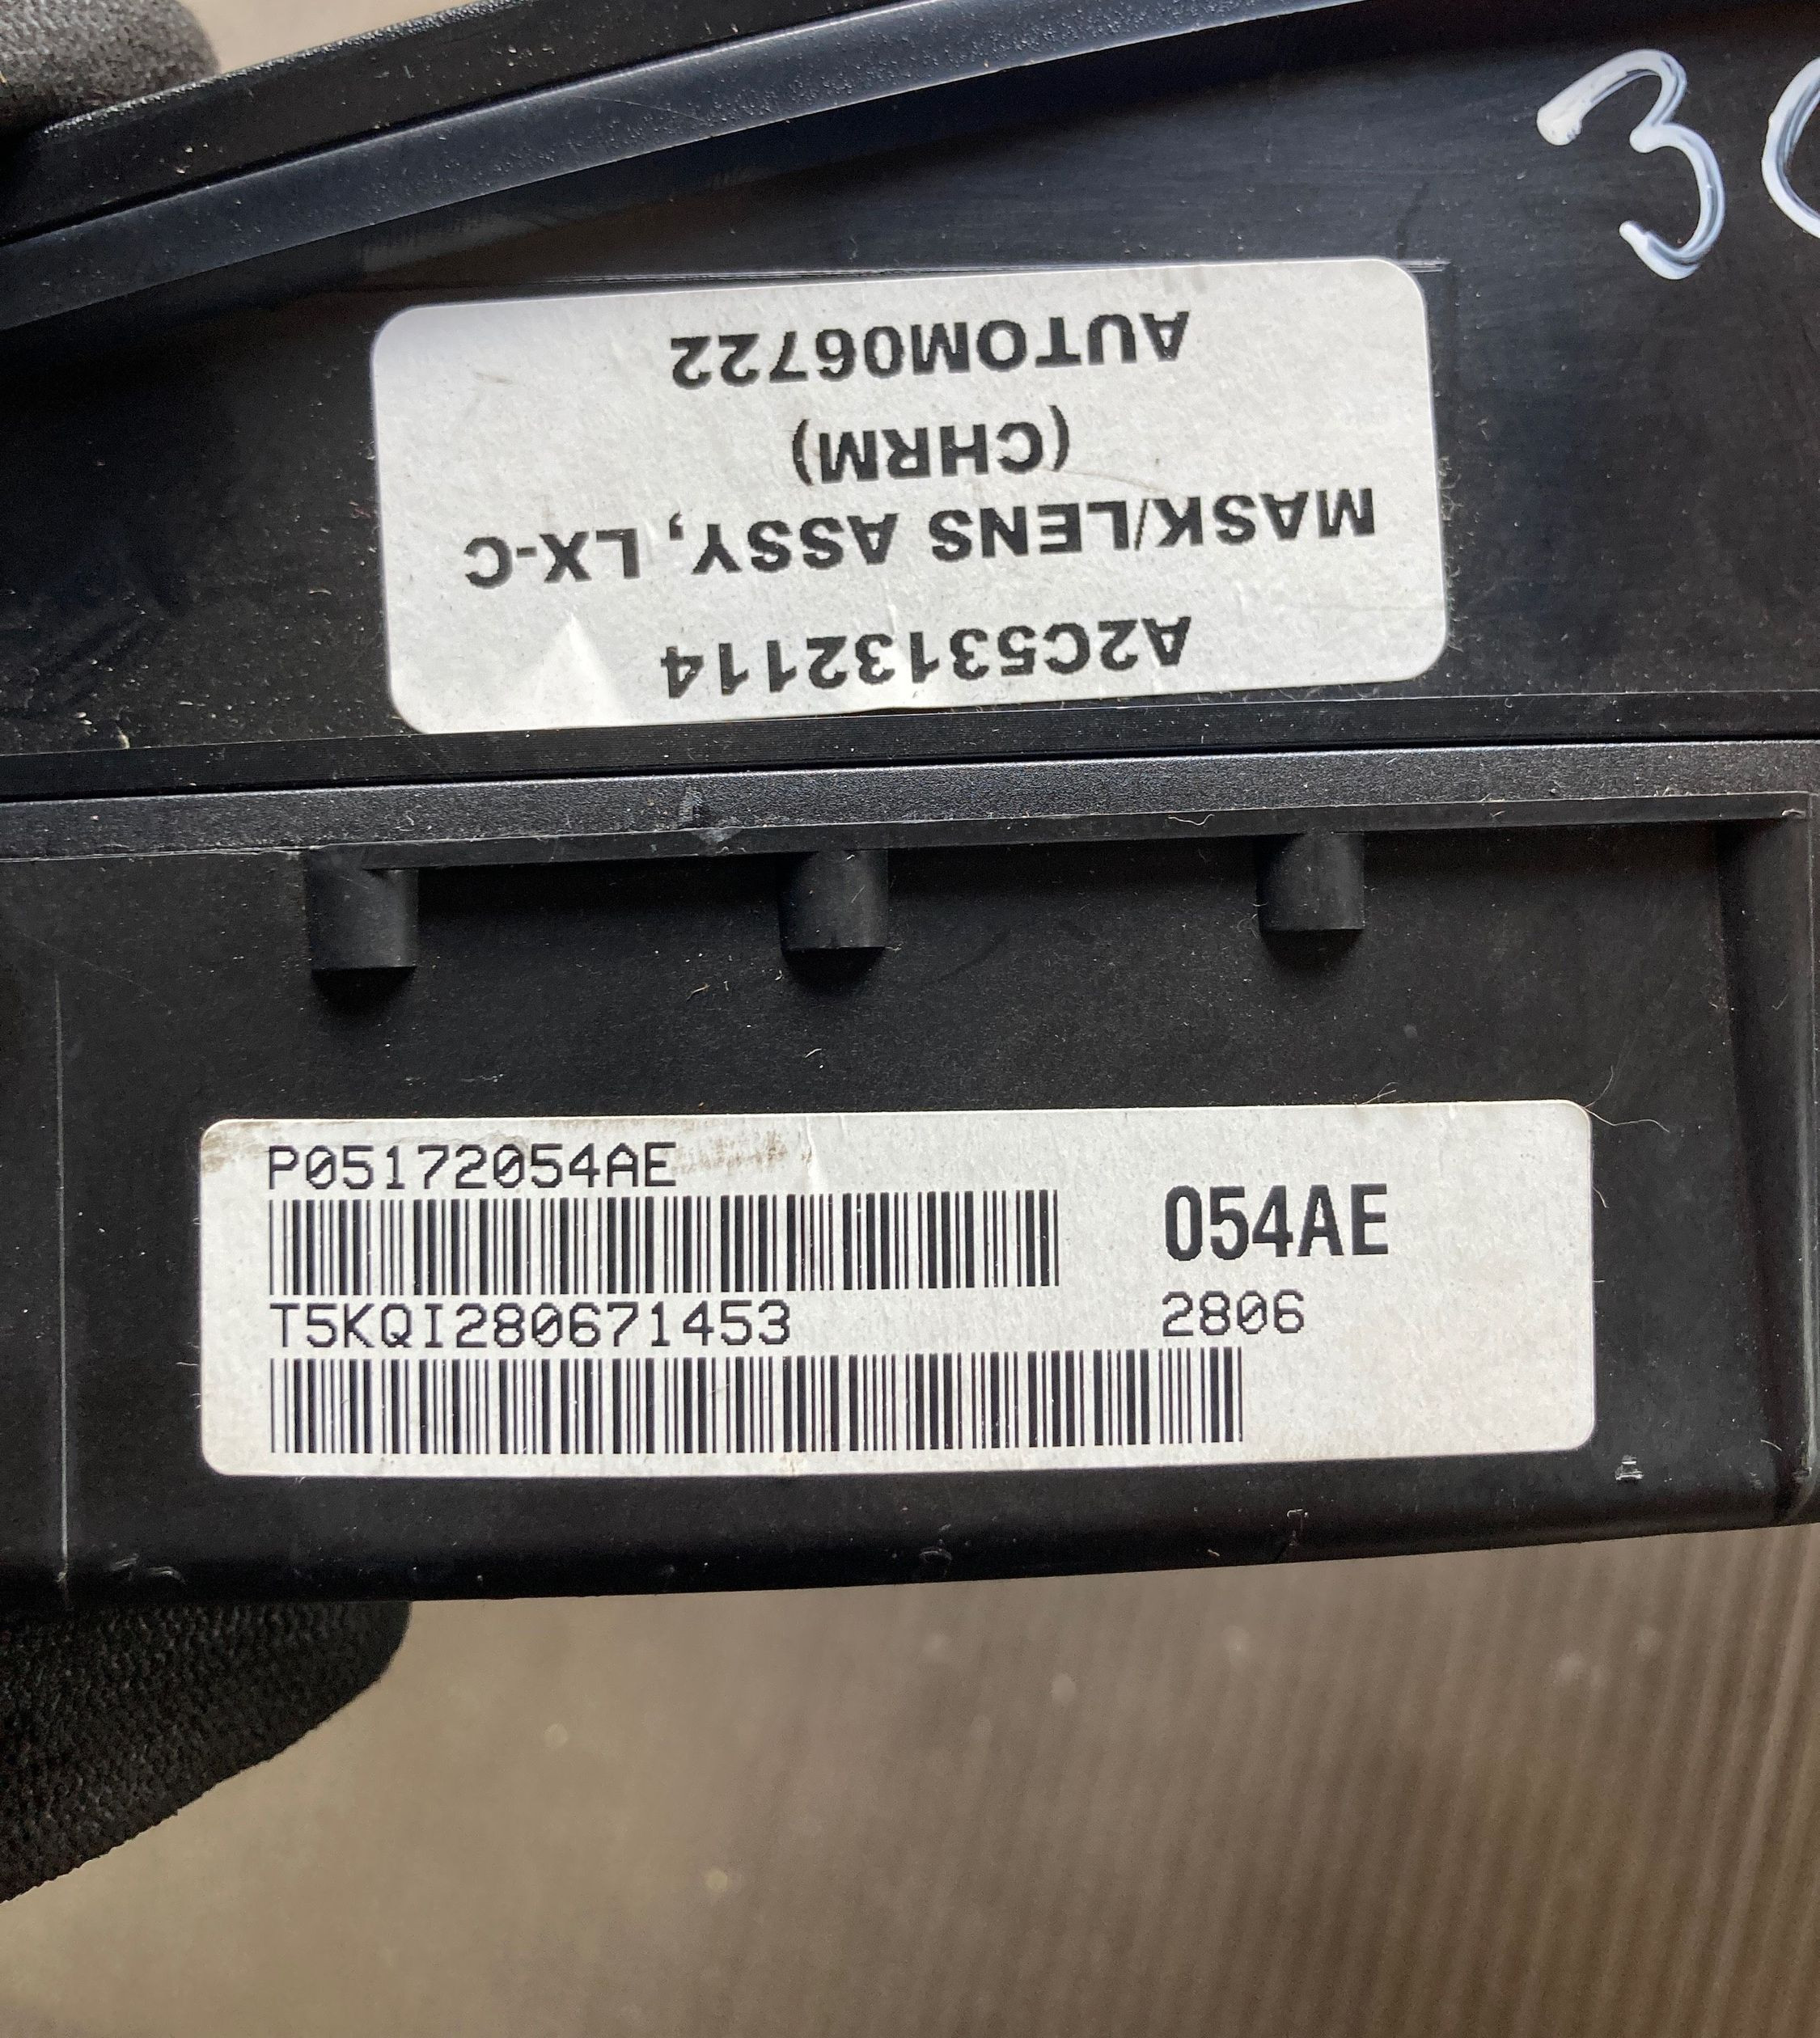 A2C53132114
MASK/LENS ASSY, LX-C
(CHRM)
AUTOM06722
P05172054AE
054AE
T5KQI280671453
2806